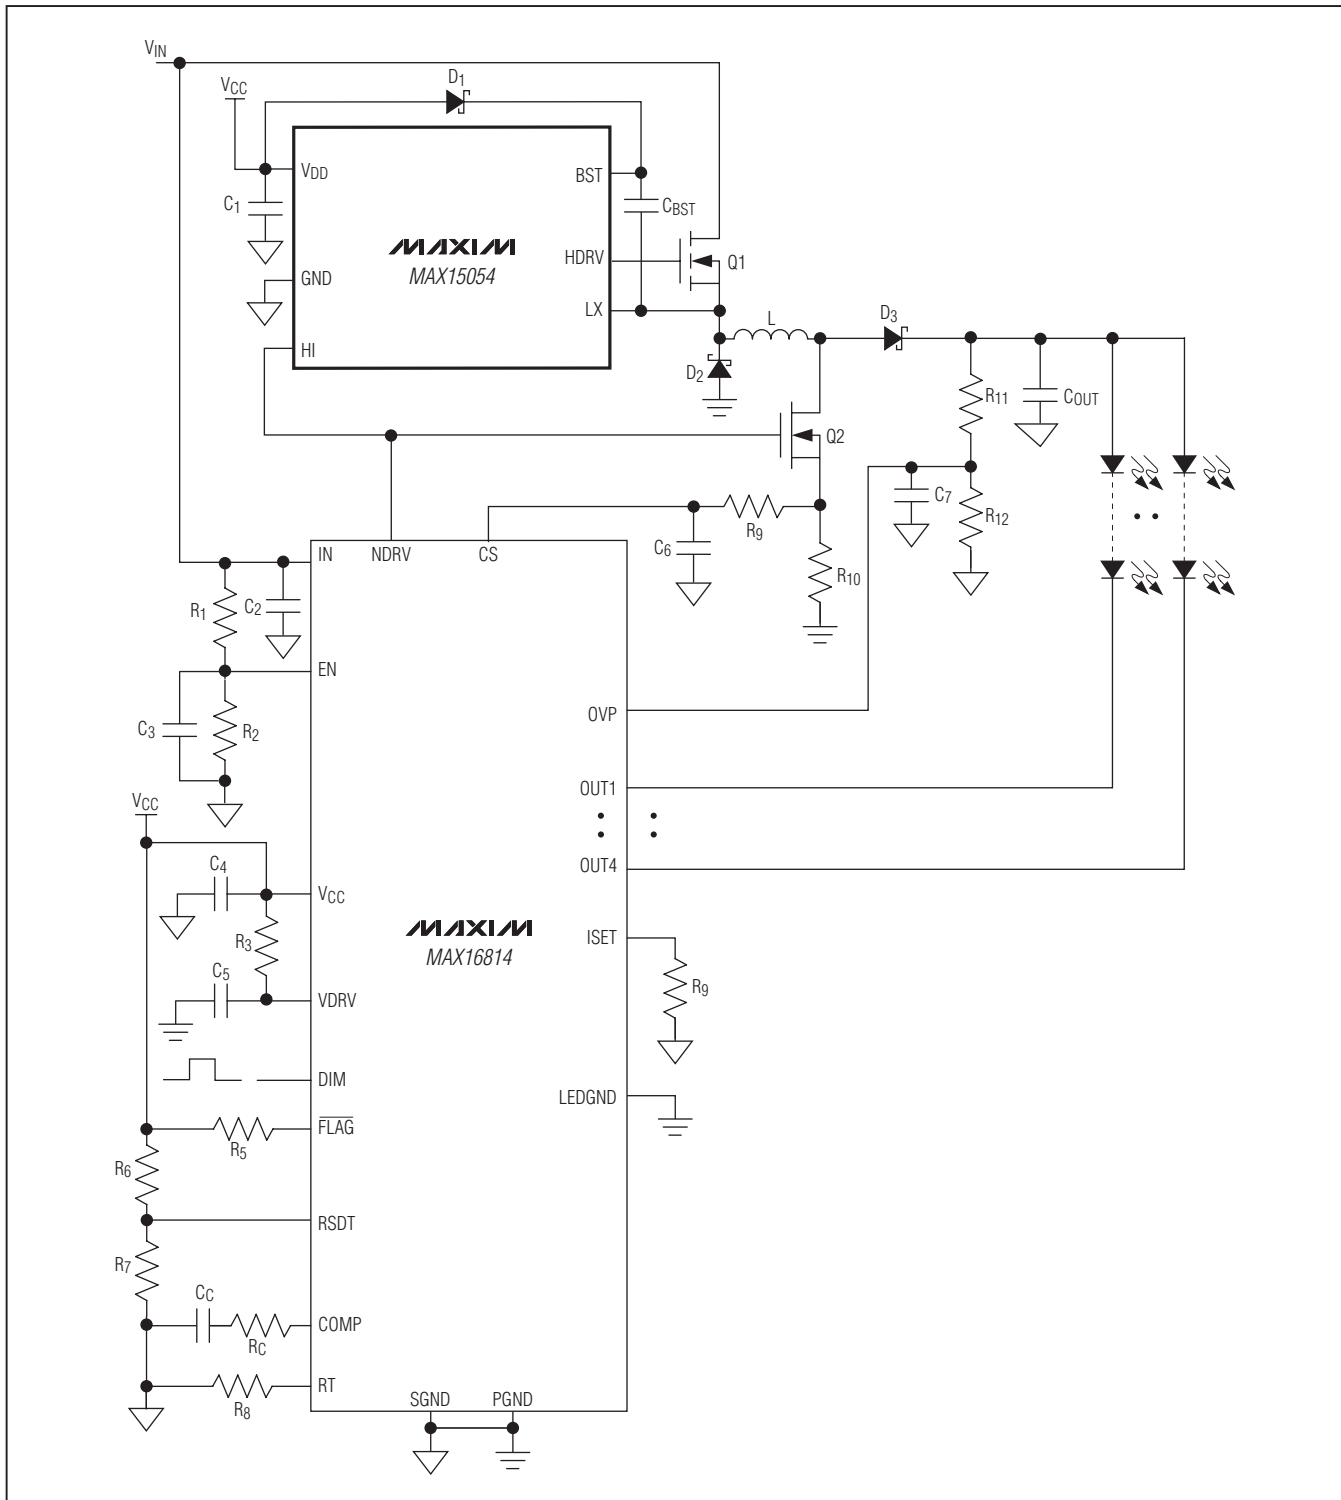 VIN
VCC
D1
VDD
BST
C1
CBST
MAXIM
MAX15054
HDRV
Q1
GND
LX
L
D3
HI
D2
R11
COUT
Q2
C7
R12
R9
C6
R10
IN
NDRV
CS
R1
C2
EN
C3
R2
OVP
OUT1
VCC
OUT4
C4
VCC
R3
MAXIM
MAX16814
ISET
C5
VDRV
R9
DIM
LEDGND
FLAG
R5
R6
RSDT
R7
CC
COMP
RC
RT
R8
SGND
PGND